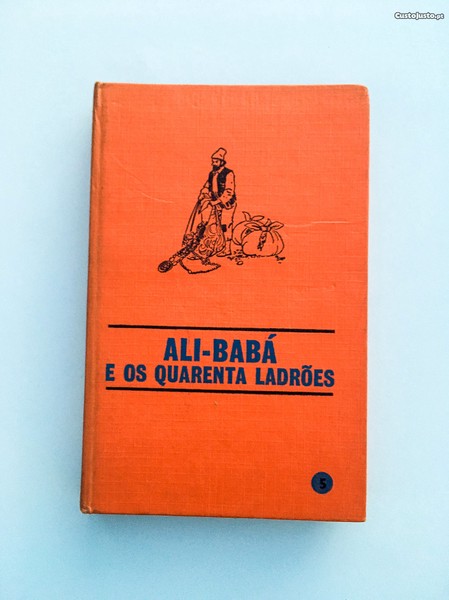 CustoJusto.pt
ALI-BABÁ
E OS QUARENTA LADRÕES
5